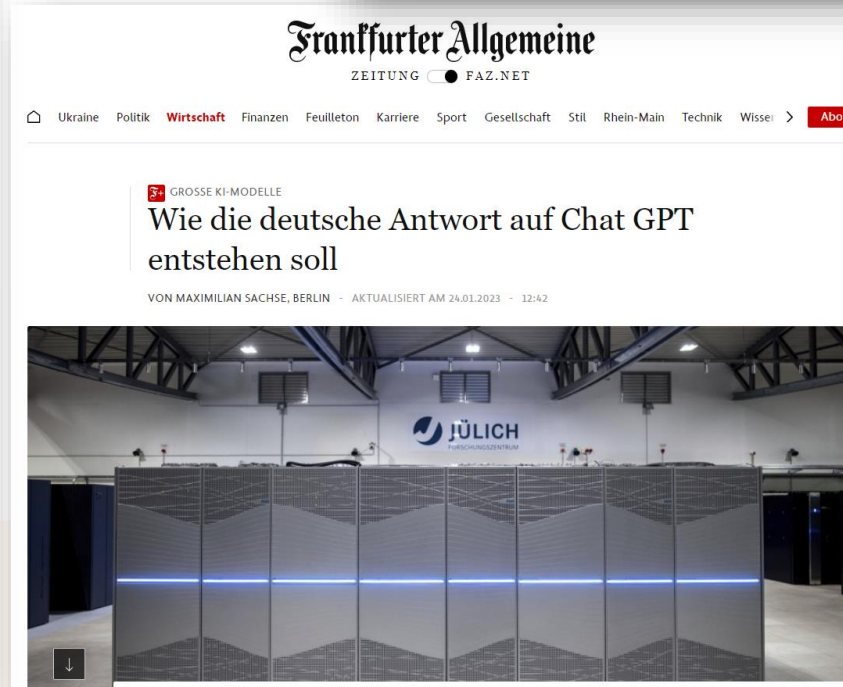 Frankfurter Allgemeine
ZEITUNG FAZ.NET
Ukraine Politik Wirtschaft Finanzen Feuilleton Karriere Sport Gesellschaft Stil Rhein-Main Technik Abo
F+ GROSSE KI-MODELLE
Wie die deutsche Antwort auf Chat GPT
entstehen soll
VON MAXIMILIAN SACHSE, BERLIN - AKTUALISIERT AM 24.01.2023 - 12:42
JÜLICH
FORSCHUNGSZENTRUM